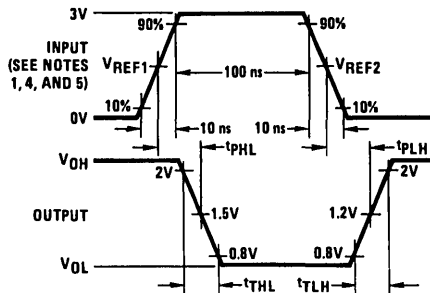 3V
90%
90%
INPUT
(SEE NOTES
1, 4, AND 5)
VREF1
100 ns
VREF2
10%
10%
0V
10 ns
10 ns
tPHL
tPLH
VOH
2V
2V
OUTPUT
1.5V
1.2V
0.8V
0.8V
VOL
tTHL
tTLH